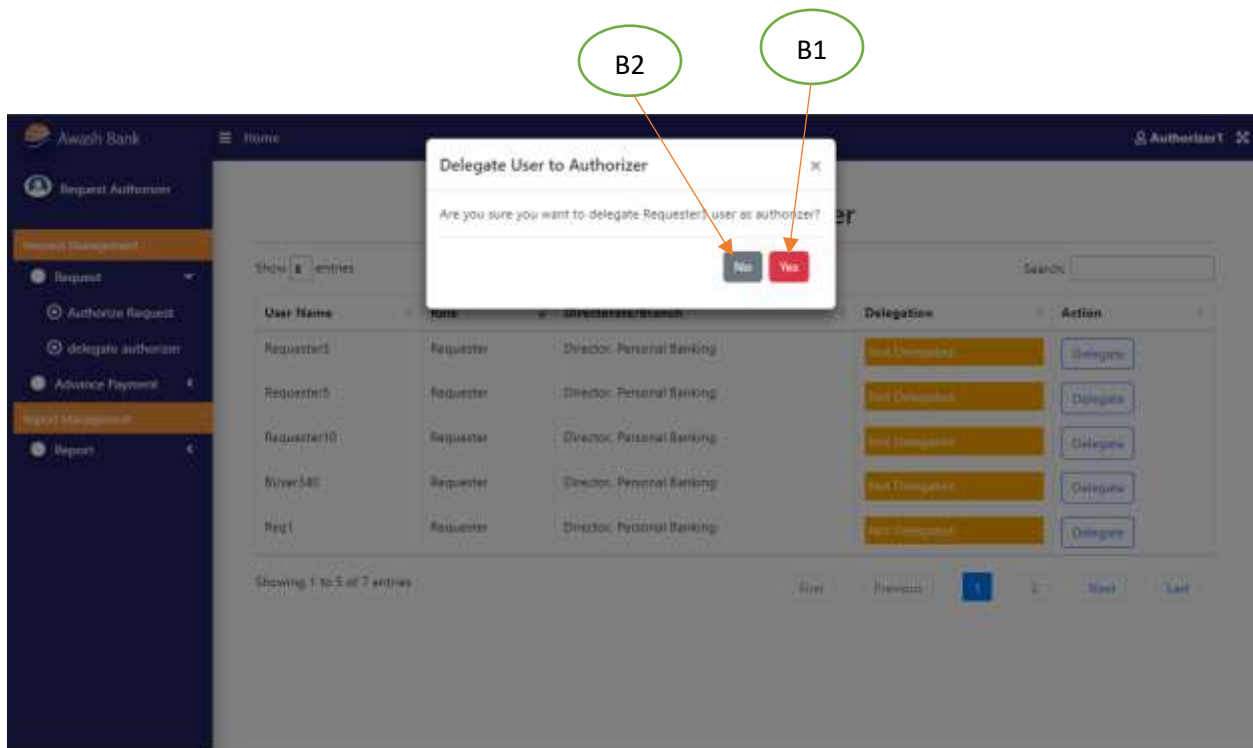 B2 B1
Awash Bank Home Authorizer1
Delegate User to Authorizer ×
Request Authorizer
Are you sure you want to delegate user as authorizer?
er
Request Management
Request
No Yes
Show entries Search:
Authorize Request
User Name Role Directorate/Branch Delegation Action
delegate authorizer
Requester Director, Personal Banking Not Delegated Delegate
Advance Payment
Requester5 Requester Director, Personal Banking Not Delegated Delegate
Report Management
Requester10 Requester Director, Personal Banking Not Delegated Delegate
Report
Requester Director, Personal Banking Not Delegated Delegate
Req1 Requester Director, Personal Banking Not Delegated Delegate
Showing 1 to 5 of 7 entries First Previous 1 2 Next Last